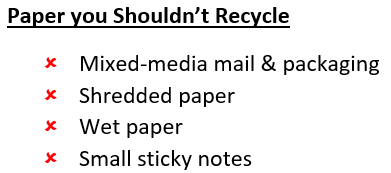 Paper you Shouldn't Recycle
✘ Mixed-media mail & packaging
✘ Shredded paper
✘ Wet paper
✘ Small sticky notes